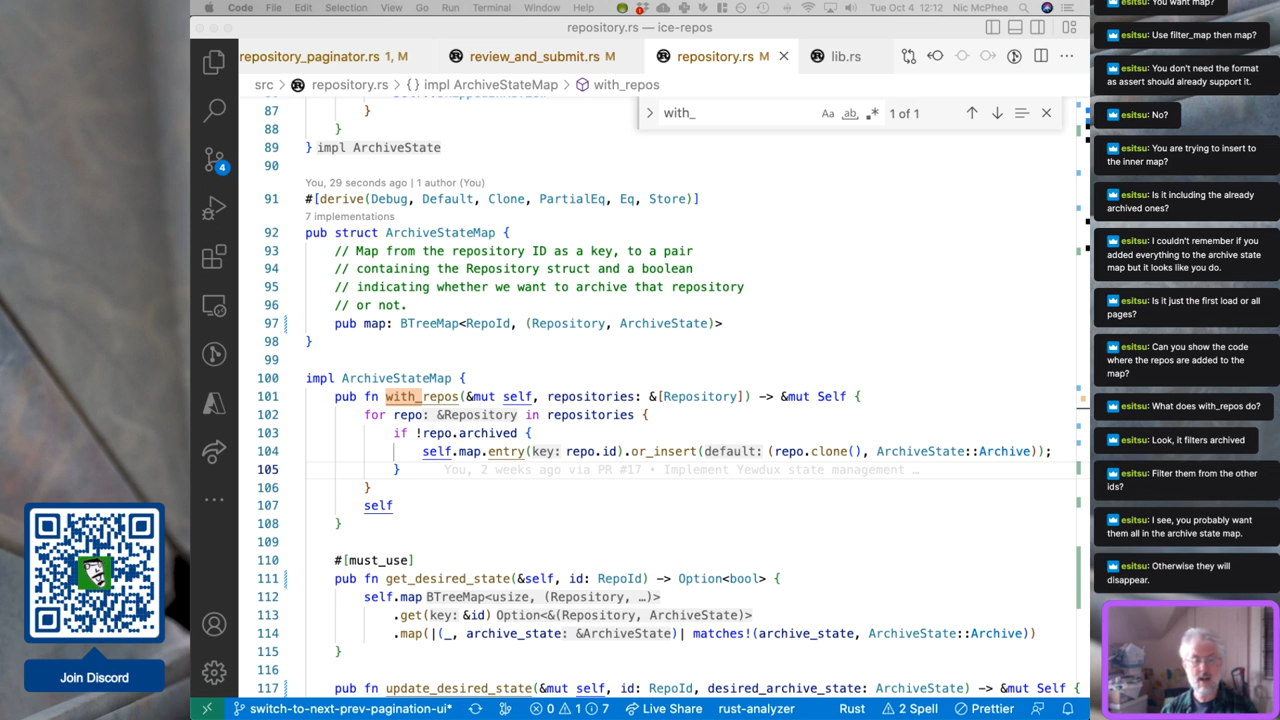 Code File Edit Selection View Go Run Terminal Window Help Tue Oct 4 12:12 Nic McPhee
repository.rs — ice-repos
repository_paginator.rs 1, M
review_and_submit.rs M
repository.rs M
lib.rs
src > repository.rs > {} impl ArchiveStateMap > with_repos
with_
Aa ab 1 of 1
87 }
88 }
89 } impl ArchiveState
90
You, 29 seconds ago | 1 author (You)
91 #[derive(Debug, Default, Clone, PartialEq, Eq, Store)]
7 implementations
92 pub struct ArchiveStateMap {
93 // Map from the repository ID as a key, to a pair
94 // containing the Repository struct and a boolean
95 // indicating whether we want to archive that repository
96 // or not.
97 pub map: BTreeMap<RepoId, (Repository, ArchiveState)>
98 }
99
100 impl ArchiveStateMap {
101 pub fn with_repos(&mut self, repositories: &[Repository]) -> &mut Self {
102 for repo: &Repository in repositories {
103 if !repo.archived {
104 self.map.entry(key: repo.id).or_insert(default: (repo.clone(), ArchiveState::Archive));
105 } You, 2 weeks ago via PR #17 • Implement Yewdux state management …
106 }
107 self
108 }
109
110 #[must_use]
111 pub fn get_desired_state(&self, id: RepoId) -> Option<bool> {
112 self.map BTreeMap<usize, (Repository, …)>
113 .get(key: &id) Option<&(Repository, ArchiveState)>
114 .map(|(_, archive_state: &ArchiveState)| matches!(archive_state, ArchiveState::Archive))
115 }
116
117 pub fn update_desired_state(&mut self, id: RepoId, desired_archive_state: ArchiveState) -> &mut Self {
4
switch-to-next-prev-pagination-ui* 0 1 7 Live Share rust-analyzer Rust 2 Spell Prettier
Join Discord
You want map?
esitsu: Use filter_map then map?
esitsu: You don't need the format
as assert should already support it.
esitsu: No?
esitsu: You are trying to insert to
the inner map?
esitsu: Is it including the already
archived ones?
esitsu: I couldn't remember if you
added everything to the archive state
map but it looks like you do.
esitsu: Is it just the first load or all
pages?
esitsu: Can you show the code
where the repos are added to the
map?
esitsu: What does with_repos do?
esitsu: Look, it filters archived
esitsu: Filter them from the other
ids?
esitsu: I see, you probably want
them all in the archive state map.
esitsu: Otherwise they will
disappear.